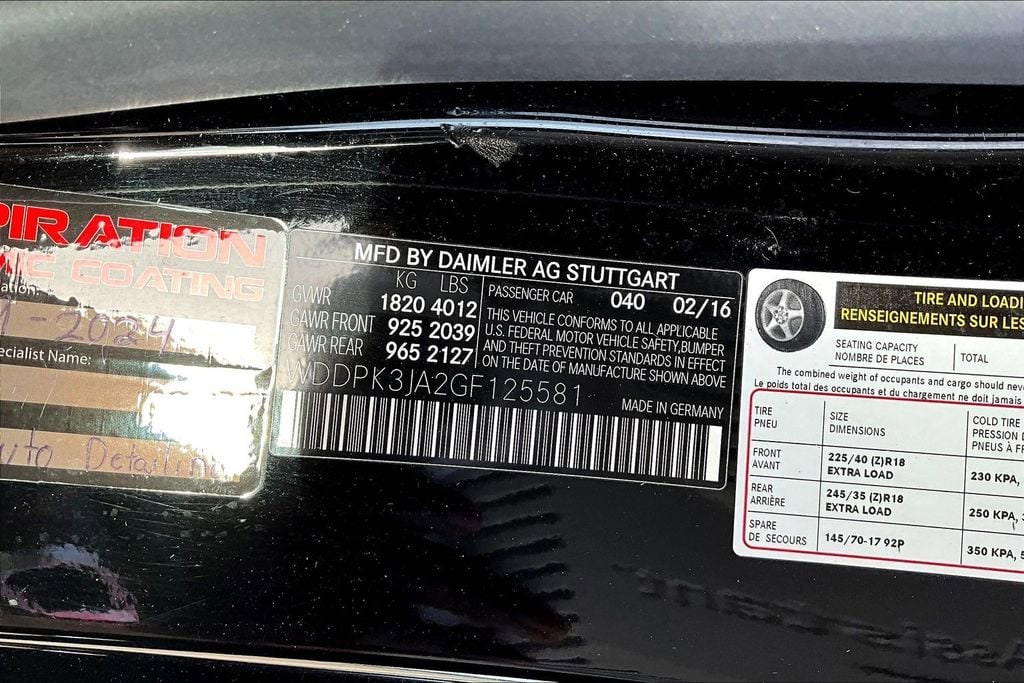 PIRATION
COATING
ation:
-2024
pecialist Name:
uto Detailing
MFD BY DAIMLER AG STUTTGART
KG LBS
GVWR 1820 4012
GAWR FRONT 925 2039
GAWR REAR 965 2127
PASSENGER CAR 040 02/16
THIS VEHICLE CONFORMS TO ALL APPLICABLE
U.S. FEDERAL MOTOR VEHICLE SAFETY,BUMPER
AND THEFT PREVENTION STANDARDS IN EFFECT
ON THE DATE OF MANUFACTURE SHOWN ABOVE
WDDPK3JA2GF125581
MADE IN GERMANY
TIRE AND LOADI
RENSEIGNEMENTS SUR LES
SEATING CAPACITY
NOMBRE DE PLACES
TOTAL
The combined weight of occupants and cargo should neve
Le poids total des occupants et du chargement ne doit jamais
TIRE
PNEU
SIZE
DIMENSIONS
COLD TIRE
PRESSION D
PNEUS À FR
FRONT
AVANT
225/40 (Z)R18
EXTRA LOAD
230 KPA,
REAR
ARRIÈRE
245/35 (Z)R18
EXTRA LOAD
250 KPA,
SPARE
DE SECOURS
145/70-17 92P
350 KPA, 5